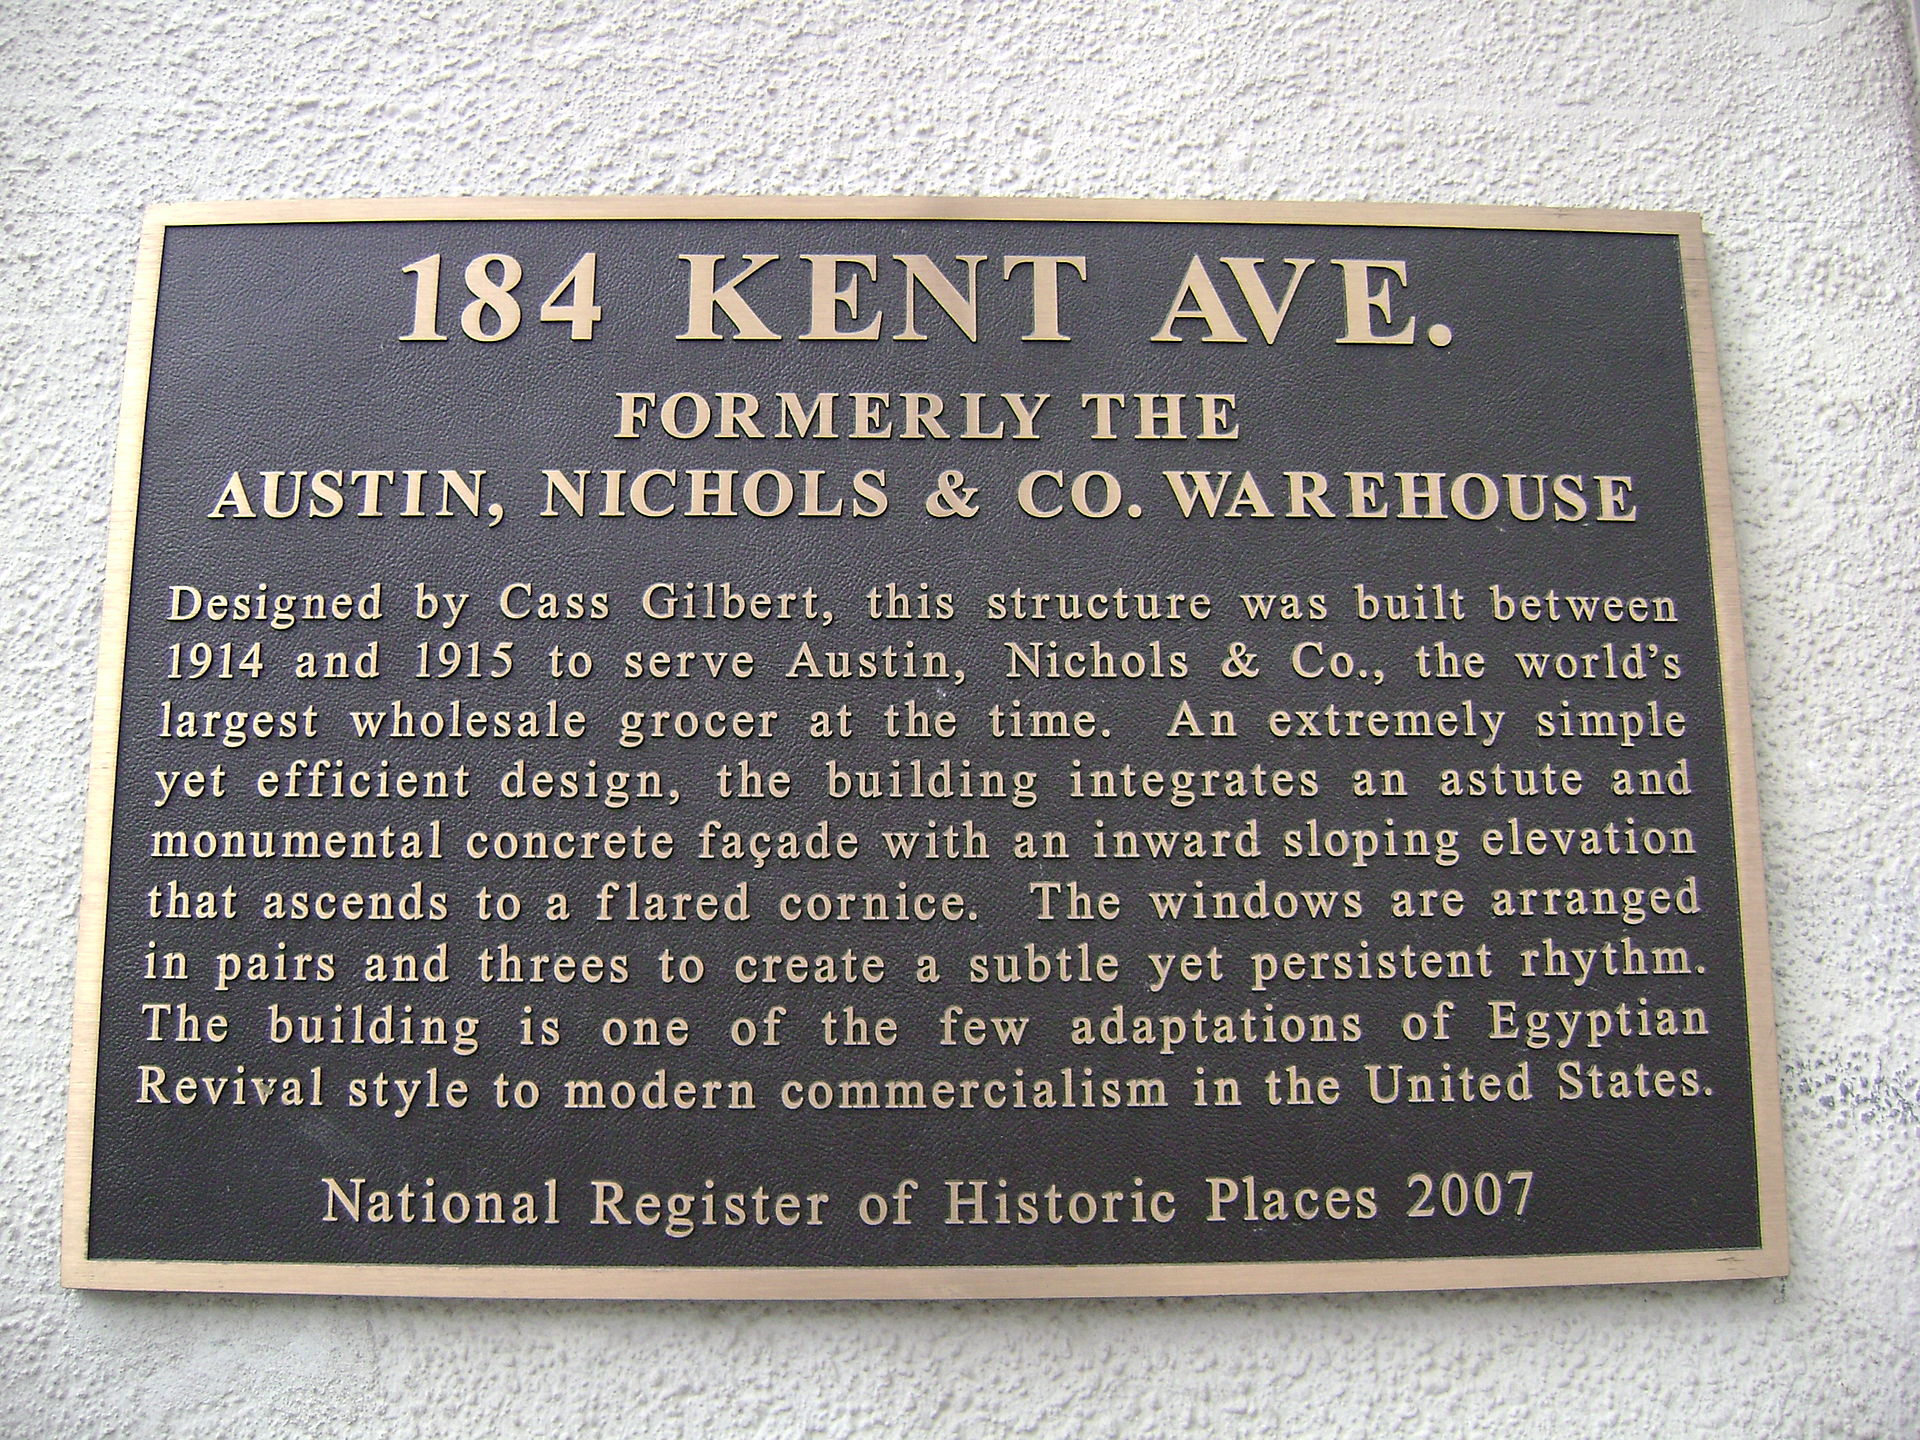 184 KENT AVE.
FORMERLY THE
AUSTIN, NICHOLS & CO. WAREHOUSE
Designed by Cass Gilbert, this structure was built between
1914 and 1915 to serve Austin, Nichols & Co., the world's
largest wholesale grocer at the time. An extremely simple
yet efficient design, the building integrates an astute and
monumental concrete façade with an inward sloping elevation
that ascends to a flared cornice. The windows are arranged
in pairs and threes to create a subtle yet persistent rhythm.
The building is one of the few adaptations of Egyptian
Revival style to modern commercialism in the United States.
National Register of Historic Places 2007